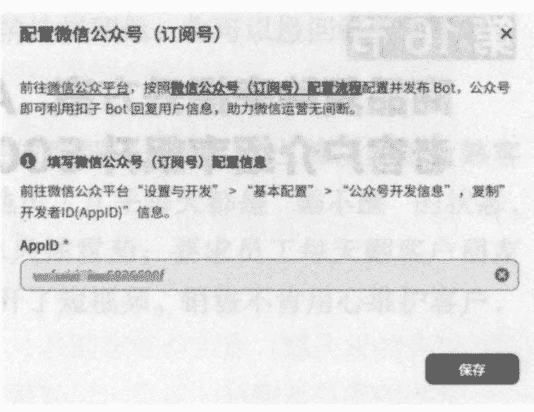 配置微信公众号（订阅号）
前往微信公众平台，按照微信公众号（订阅号）配置流程配置并发布 Bot，公众号
即可利用扣子 Bot 回复用户信息，助力微信运营无间断。
1 填写微信公众号（订阅号）配置信息
前往微信公众平台“设置与开发”>“基本配置”>“公众号开发信息”，复制”
开发者ID(AppID)”信息。
AppID *
保存